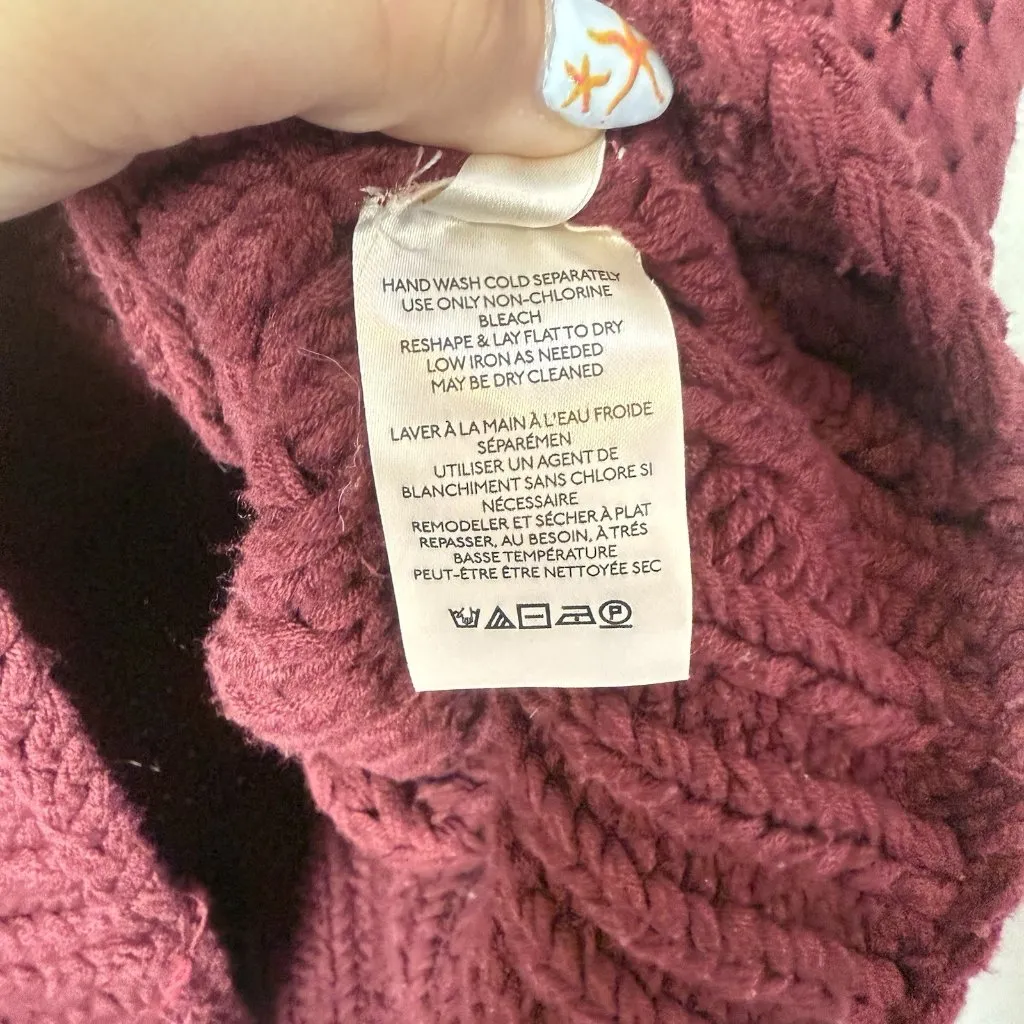 HAND WASH COLD SEPARATELY
USE ONLY NON-CHLORINE
BLEACH
RESHAPE & LAY FLAT TO DRY
LOW IRON AS NEEDED
MAY BE DRY CLEANED
LAVER À LA MAIN À L'EAU FROIDE
SÉPARÉMEN
UTILISER UN AGENT DE
BLANCHIMENT SANS CHLORE SI
NÉCESSAIRE
REMODELER ET SÉCHER À PLAT
REPASSER, AU BESOIN, À TRÉS
BASSE TEMPÉRATURE
PEUT-ÊTRE ÊTRE NETTOYÉE SEC
P